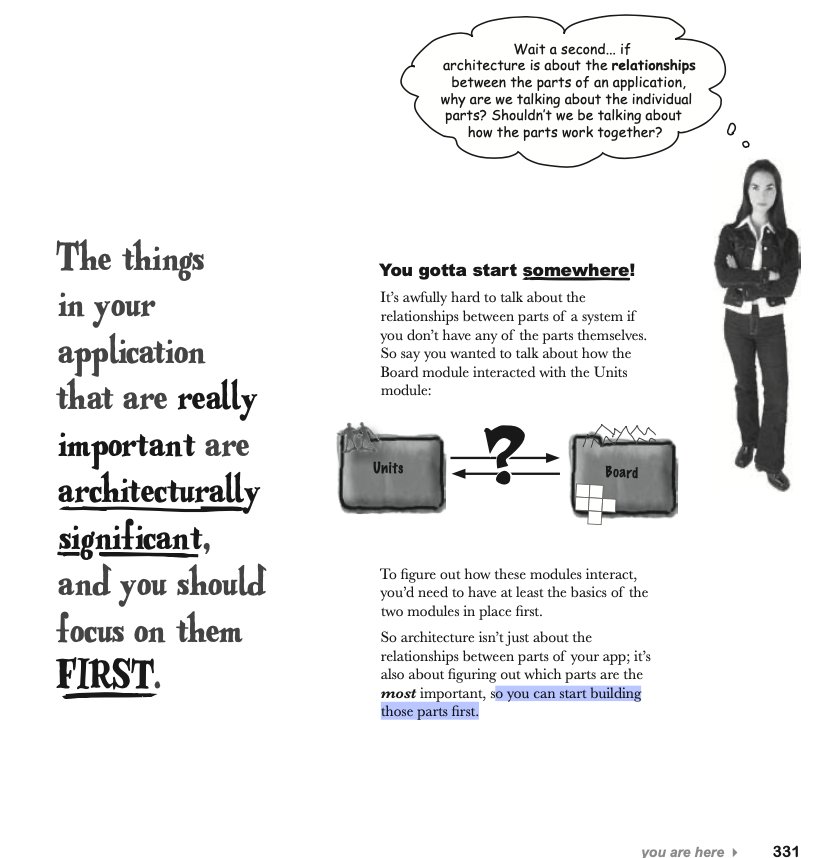 Wait a second... if
architecture is about the relationships
between the parts of an application,
why are we talking about the individual
parts? Shouldn't we be talking about
how the parts work together?
The things
in your
application
that are really
important are
architecturally
significant,
and you should
focus on them
FIRST.
You gotta start somewhere!
It's awfully hard to talk about the
relationships between parts of a system if
you don't have any of the parts themselves.
So say you wanted to talk about how the
Board module interacted with the Units
module:
Units
?
Board
To figure out how these modules interact,
you'd need to have at least the basics of the
two modules in place first.
So architecture isn't just about the
relationships between parts of your app; it's
also about figuring out which parts are the
most important, so you can start building
those parts first.
you are here
331